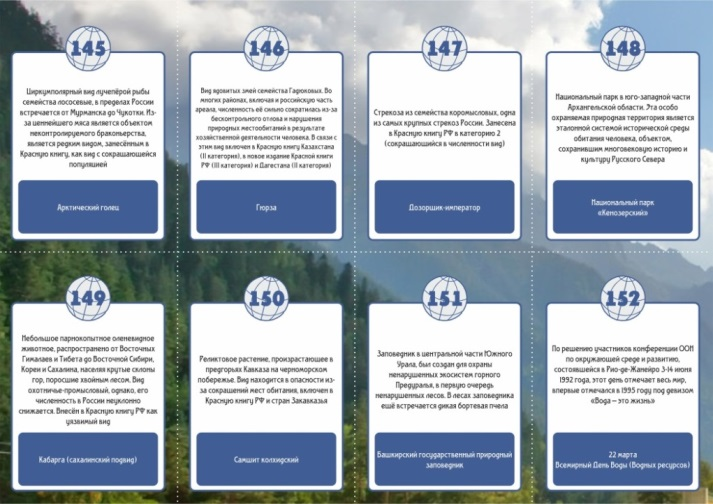 145
Циркумполярный вид лучепёрой рыбы
семейства лососевые, в пределах России
встречается от Мурманска до Чукотки. Из-
за ценнейшего мяса является объектом
неконтролируемого браконьерства,
является редким видом, занесённым в
Красную книгу, как вид с сокращающейся
популяцией
Арктический голец
146
Вид ядовитых змей семейства Гадюковых. Во
многих районах, включая и российскую часть
ареала, численность её сильно сократилась из-за
бесконтрольного отлова и нарушения
природных местообитаний в результате
хозяйственной деятельности человека. В связи с
этим вид включен в Красную книгу Казахстана
(II категория), в новое издание Красной книги
РФ (III категория) и Дагестана (II категория)
Гюрза
147
Стрекоза из семейства коромысловых, одна
из самых крупных стрекоз России. Занесена
в Красную книгу РФ в категорию 2
(сокращающийся в численности вид)
Дозорщик-император
148
Национальный парк в юго-западной части
Архангельской области. Эта особо
охраняемая природная территория является
эталонной системой исторической среды
обитания человека, объектом,
сохранившим многовековую историю и
культуру Русского Севера
Национальный парк
«Кенозерский»
149
Небольшое парнокопытное оленевидное
животное, распространено от Восточных
Гималаев и Тибета до Восточной Сибири,
Кореи и Сахалина, населяя крутые склоны
гор, поросшие хвойным лесом. Вид
охотничье-промысловый, однако, его
численность в России неуклонно
снижается. Внесён в Красную книгу РФ как
уязвимый вид
Кабарга (сахалинский подвид)
150
Реликтовое растение, произрастающее в
предгорьях Кавказа на черноморском
побережье. Вид находится в опасности из-
за сокращения мест обитания, включен в
Красную книгу РФ и стран Закавказья
Самшит колхидский
151
Заповедник в центральной части Южного
Урала, был создан для охраны
ненарушенных экосистем горного
Предуралья, в первую очередь
ненарушенных лесов. В лесах заповедника
ещё встречается дикая бортевая пчела
Башкирский государственный природный
заповедник
152
По решению участников конференции ООН
по окружающей среде и развитию,
состоявшейся в Рио-де-Жанейро 3-14 июня
1992 года, этот день отмечает весь мир,
впервые отмечался в 1995 году под девизом
«Вода – это жизнь»
22 марта
Всемирный День Воды (Водных ресурсов)